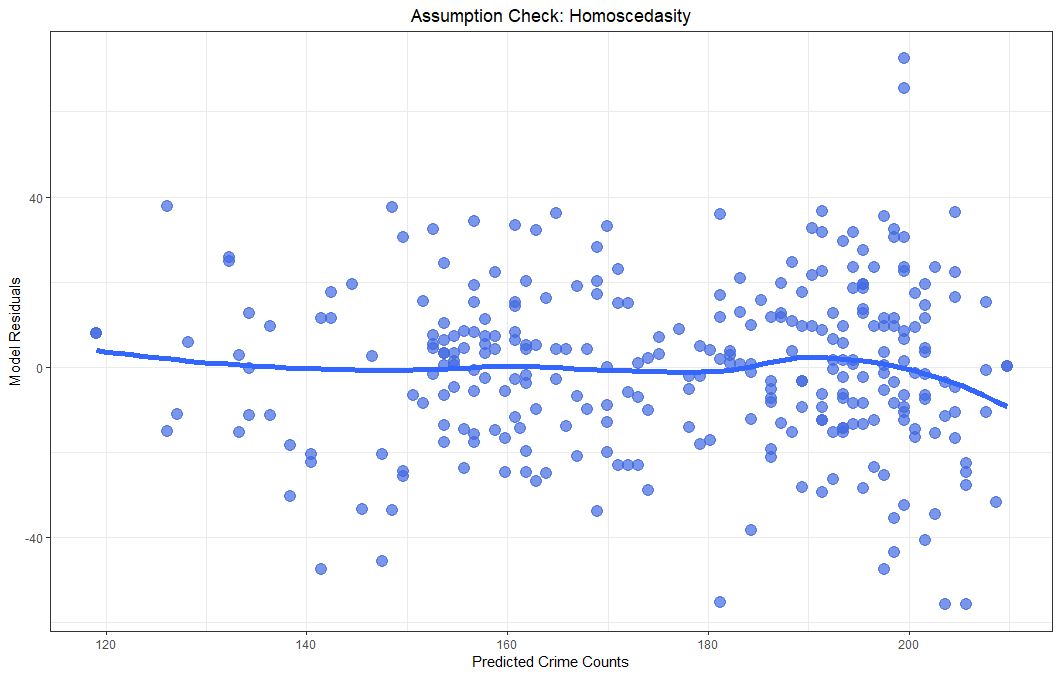 Assumption Check: Homoscedasity
Model Residuals
40
0
-40
120 140 160 180 200
Predicted Crime Counts